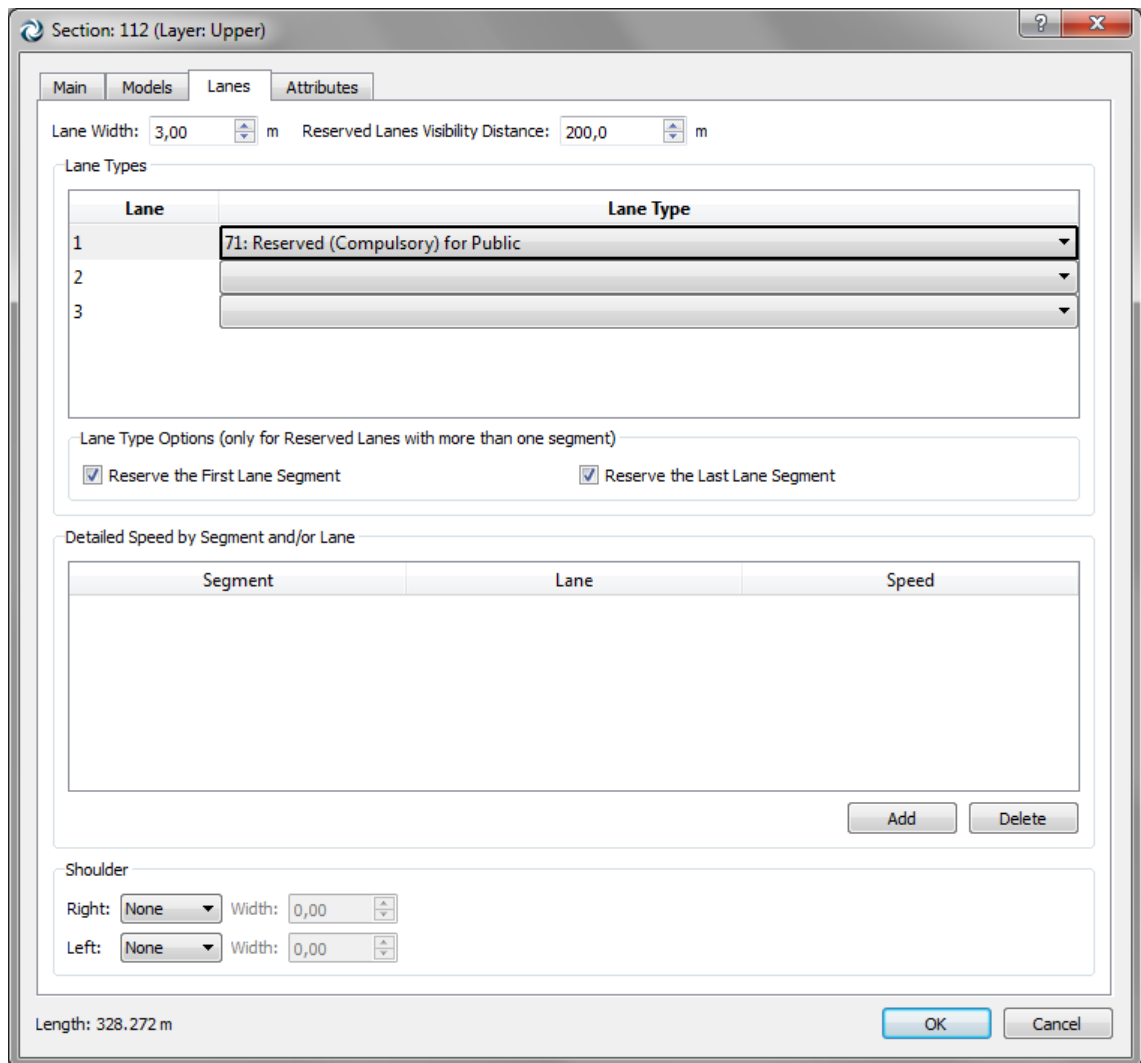 Section: 112 (Layer: Upper)
?
Main Models Lanes Attributes
Lane Width: 3,00 m Reserved Lanes Visibility Distance: 200,0 m
Lane Types
Lane Lane Type
1 71: Reserved (Compulsory) for Public
2
3
Lane Type Options (only for Reserved Lanes with more than one segment)
Reserve the First Lane Segment Reserve the Last Lane Segment
Detailed Speed by Segment and/or Lane
Segment Lane Speed
Add Delete
Shoulder
Right: None Width: 0,00
Left: None Width: 0,00
Length: 328.272 m OK Cancel